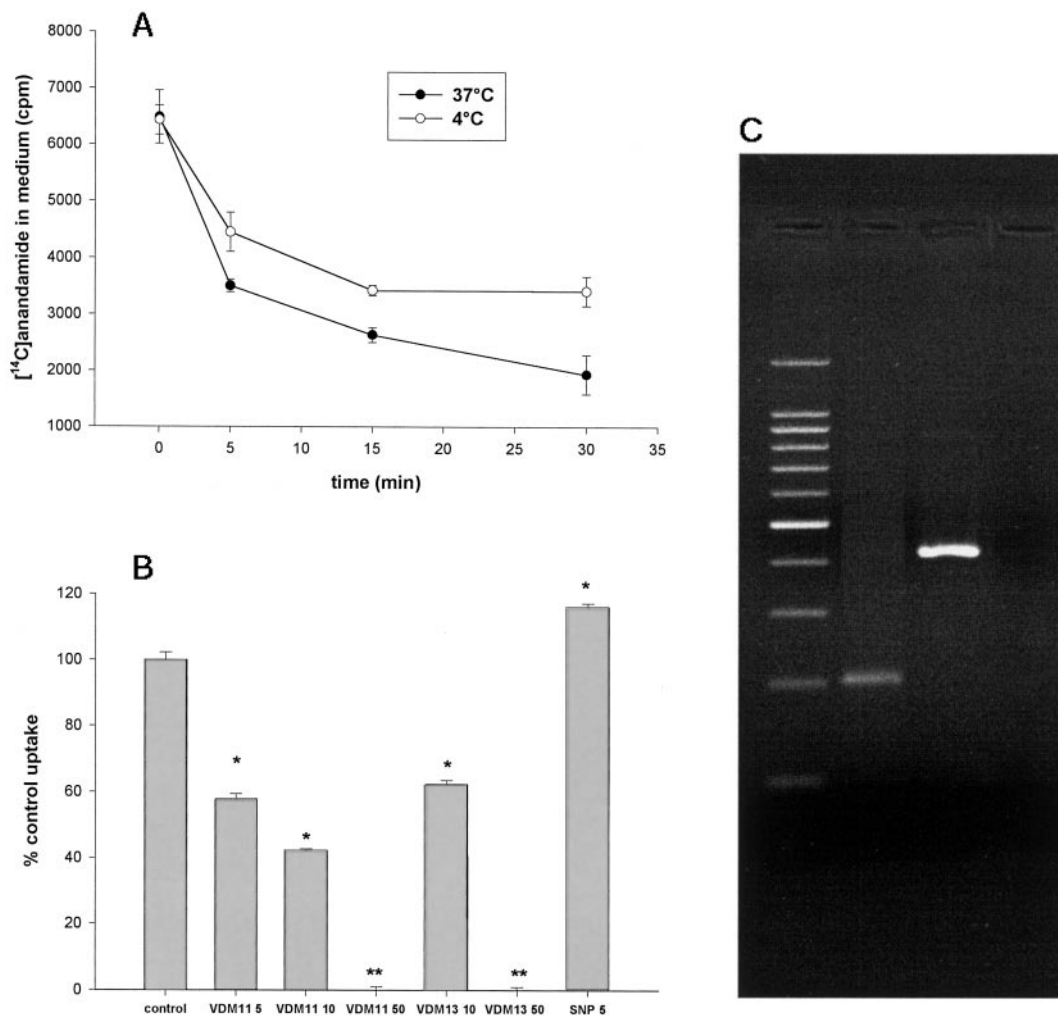 A
8000
7000
6000
5000
4000
3000
2000
1000
[¹⁴C]anandamide in medium (cpm)
37°C
4°C
0 5 10 15 20 25 30 35
time (min)
B
120
100
80
60
40
20
0
% control uptake
* * ** * ** *
control VDM11 5 VDM11 10 VDM11 50 VDM13 10 VDM13 50 SNP 5
C